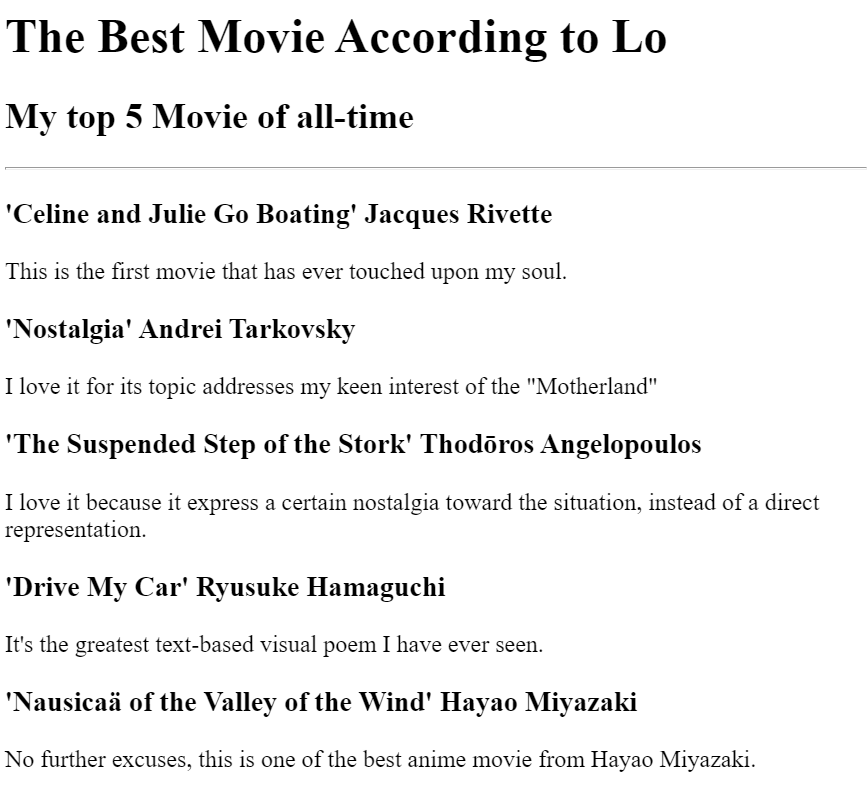 The Best Movie According to Lo
My top 5 Movie of all-time
'Celine and Julie Go Boating' Jacques Rivette
This is the first movie that has ever touched upon my soul.
'Nostalgia' Andrei Tarkovsky
I love it for its topic addresses my keen interest of the "Motherland"
'The Suspended Step of the Stork' Thodōros Angelopoulos
I love it because it express a certain nostalgia toward the situation, instead of a direct
representation.
'Drive My Car' Ryusuke Hamaguchi
It's the greatest text-based visual poem I have ever seen.
'Nausicaä of the Valley of the Wind' Hayao Miyazaki
No further excuses, this is one of the best anime movie from Hayao Miyazaki.